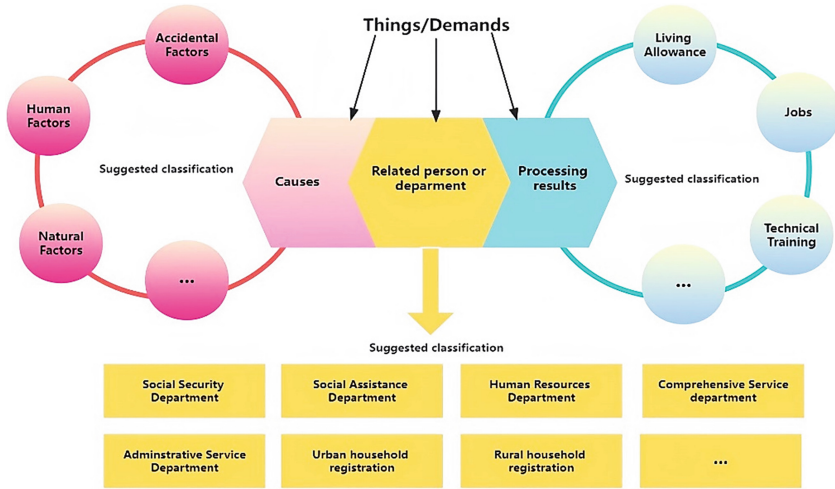 Things/Demands
Accidental
Factors
Human
Factors
Suggested classification
Natural
Factors
...
Causes
Related person or
deparment
Processing
results
Living
Allowance
Jobs
Suggested classification
Technical
Training
...
Suggested classification
Social Security
Department
Social Assistance
Department
Human Resources
Department
Comprehensive Service
department
Adminstrative Service
Department
Urban household
registration
Rural household
registration
...